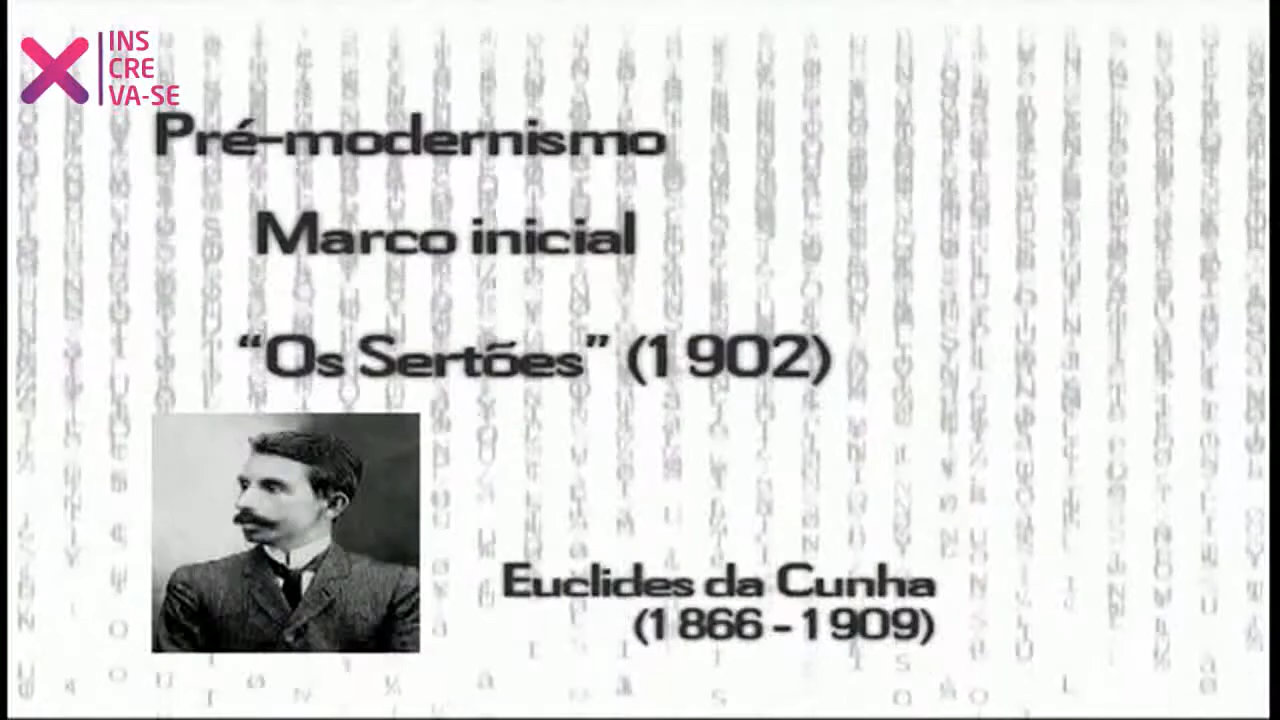 INS
CRE
VA-SE
Pré-modernismo
Marco inicial
“Os Sertões” (1902)
Euclides da Cunha
(1866 - 1909)